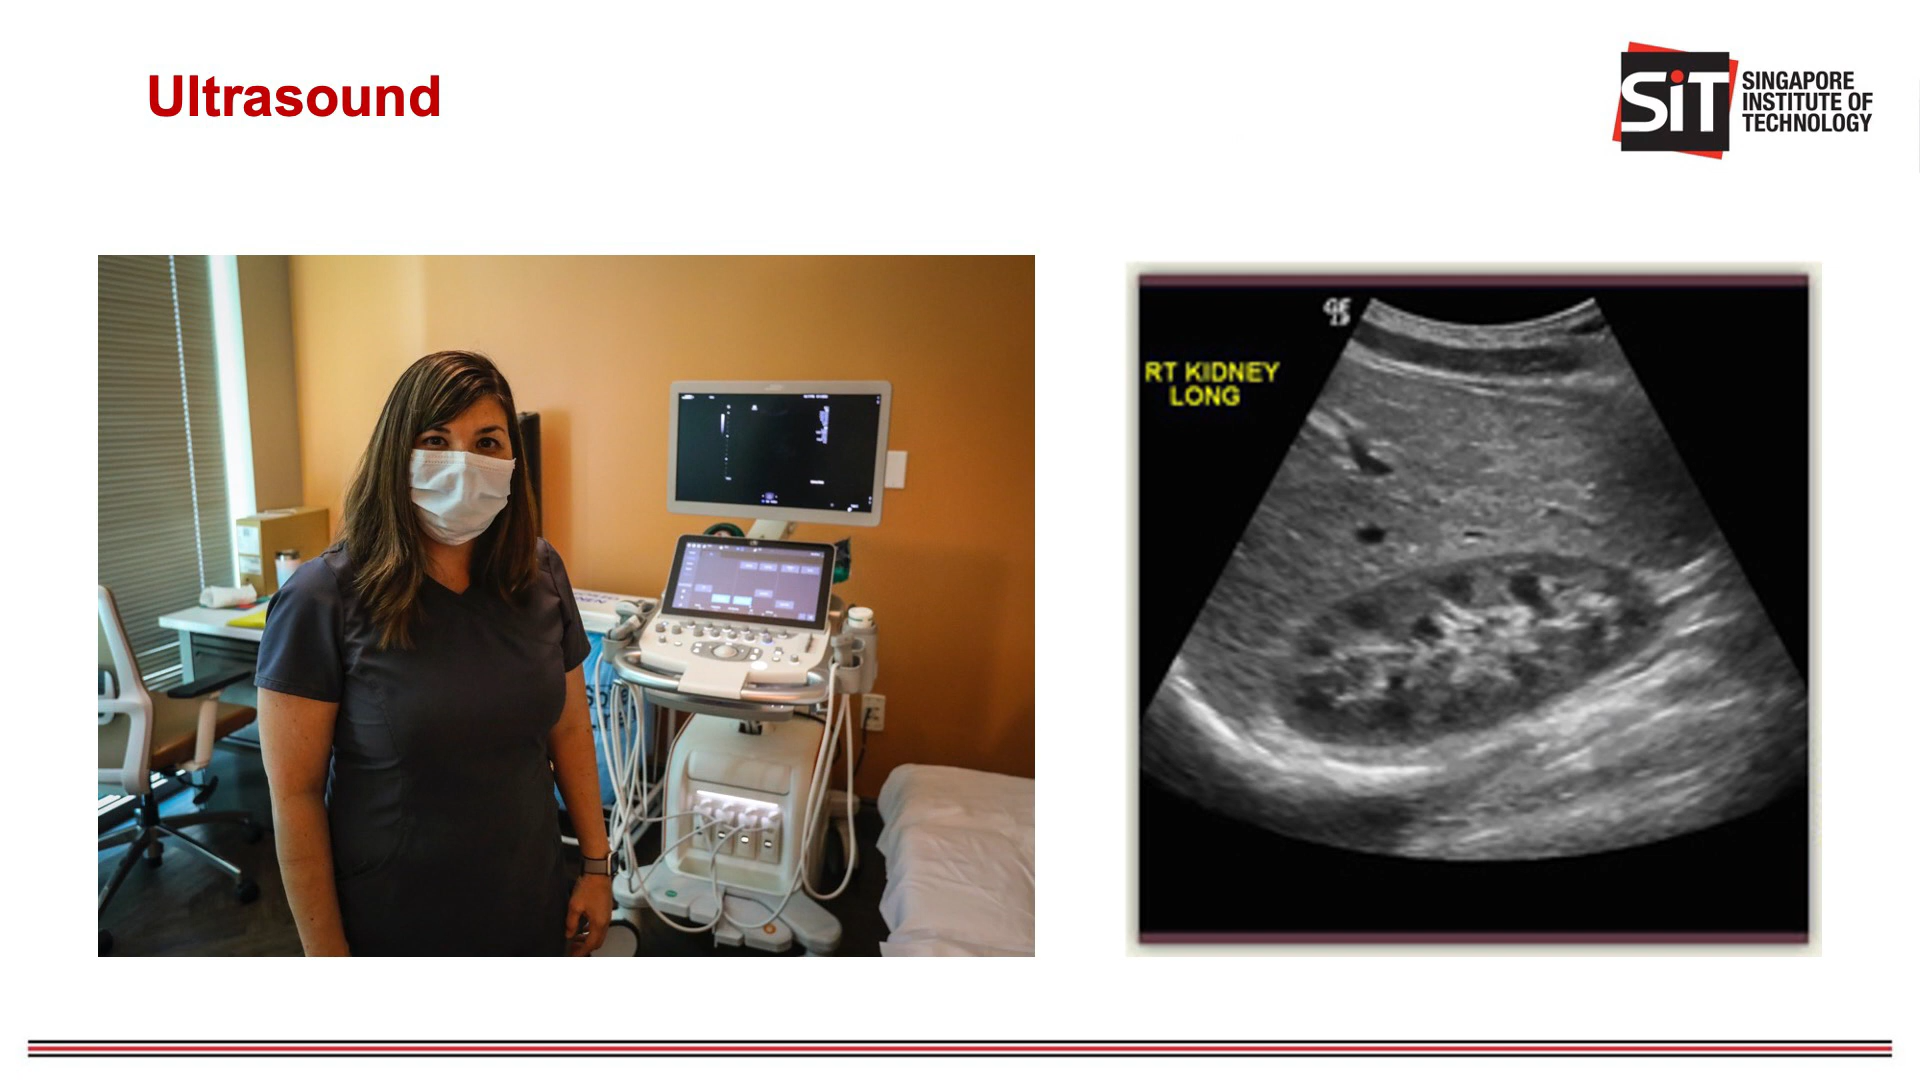 Ultrasound
SiT
SINGAPORE
INSTITUTE OF
TECHNOLOGY
RT KIDNEY
LONG